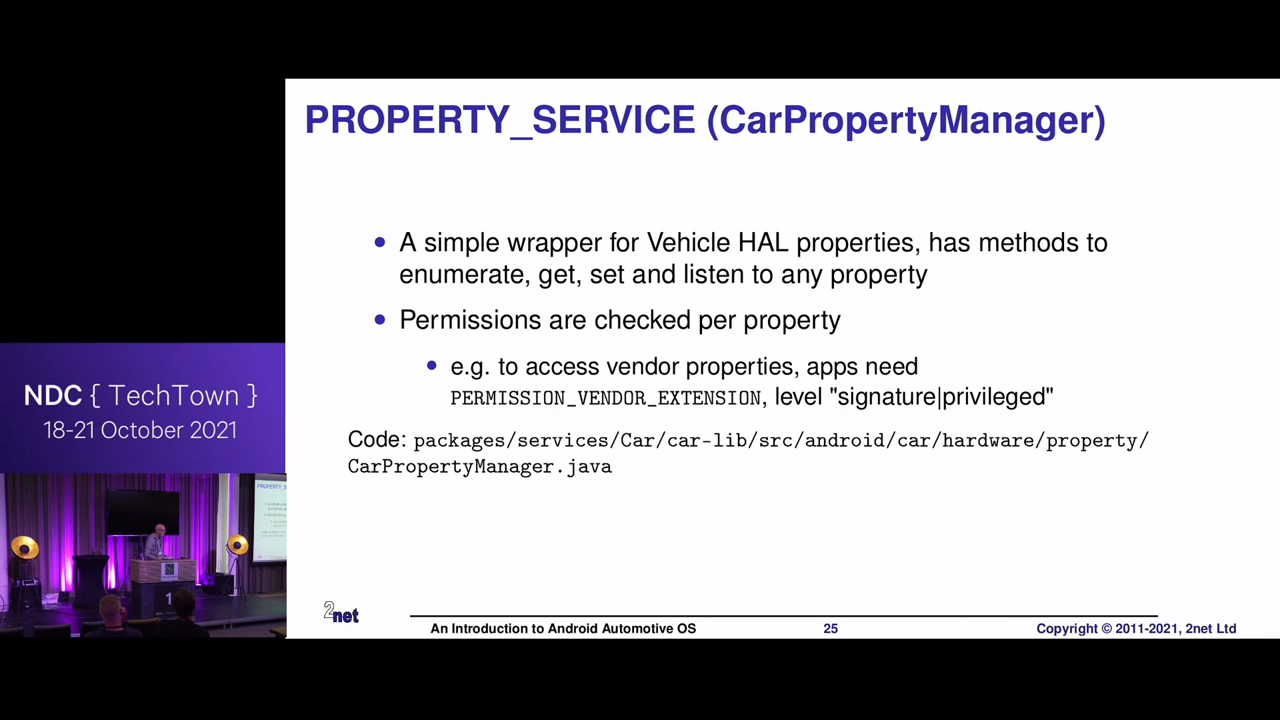 PROPERTY_SERVICE (CarPropertyManager)
• A simple wrapper for Vehicle HAL properties, has methods to
enumerate, get, set and listen to any property
• Permissions are checked per property
• e.g. to access vendor properties, apps need
PERMISSION_VENDOR_EXTENSION, level "signature|privileged"
Code: packages/services/Car/car-lib/src/android/car/hardware/property/
CarPropertyManager.java
NDC { TechTown }
18-21 October 2021
1
2net
An Introduction to Android Automotive OS 25 Copyright © 2011-2021, 2net Ltd